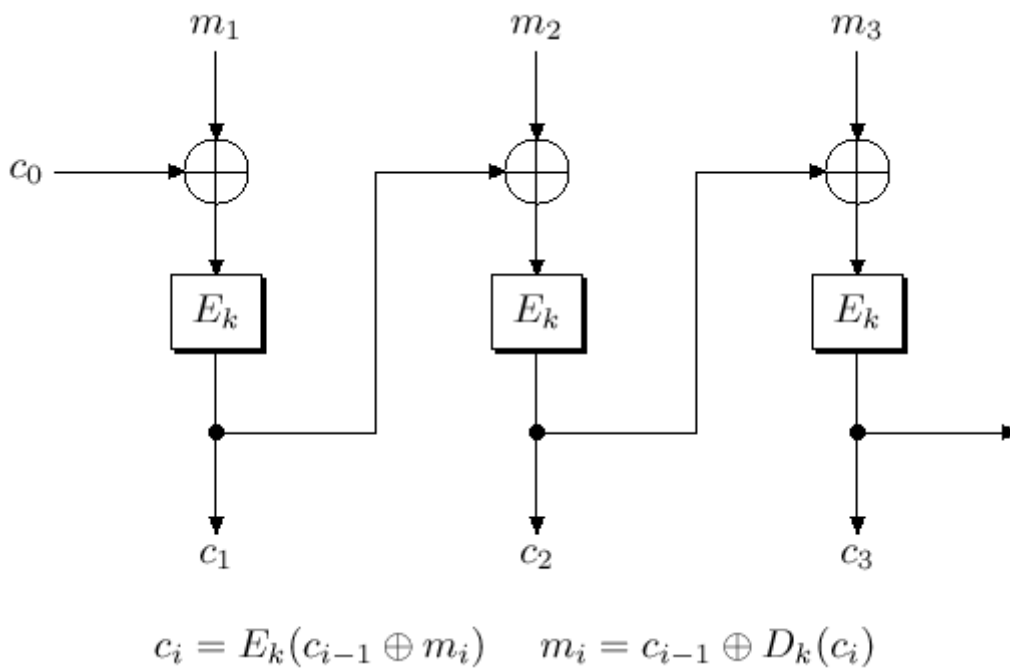 m₁ m₂ m₃
c₀
Eₖ Eₖ Eₖ
c₁ c₂ c₃
cᵢ = Eₖ(cᵢ₋₁ ⊕ mᵢ) mᵢ = cᵢ₋₁ ⊕ Dₖ(cᵢ)